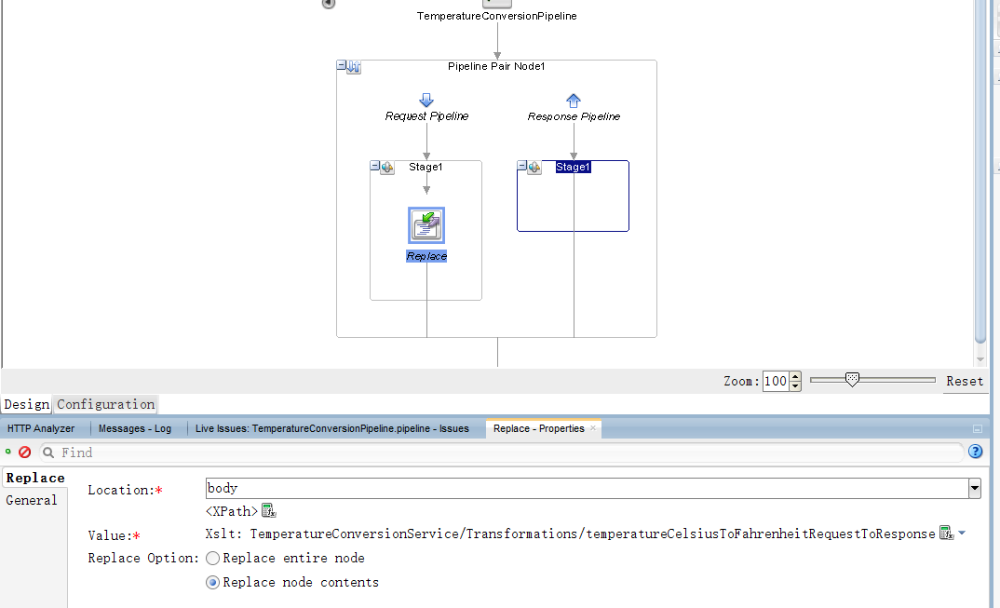 TemperatureConversionPipeline
Pipeline Pair Node1
Request Pipeline
Response Pipeline
Stage1
Stage1
Replace
Zoom: 100
Reset
Design
Configuration
HTTP Analyzer
Messages - Log
Live Issues: TemperatureConversionPipeline.pipeline - Issues
Replace - Properties
Find
Replace
General
Location:*
body
<XPath>
Value:*
Xslt: TemperatureConversionService/Transformations/temperatureCelsiusToFahrenheitRequestToResponse
Replace Option:
Replace entire node
Replace node contents